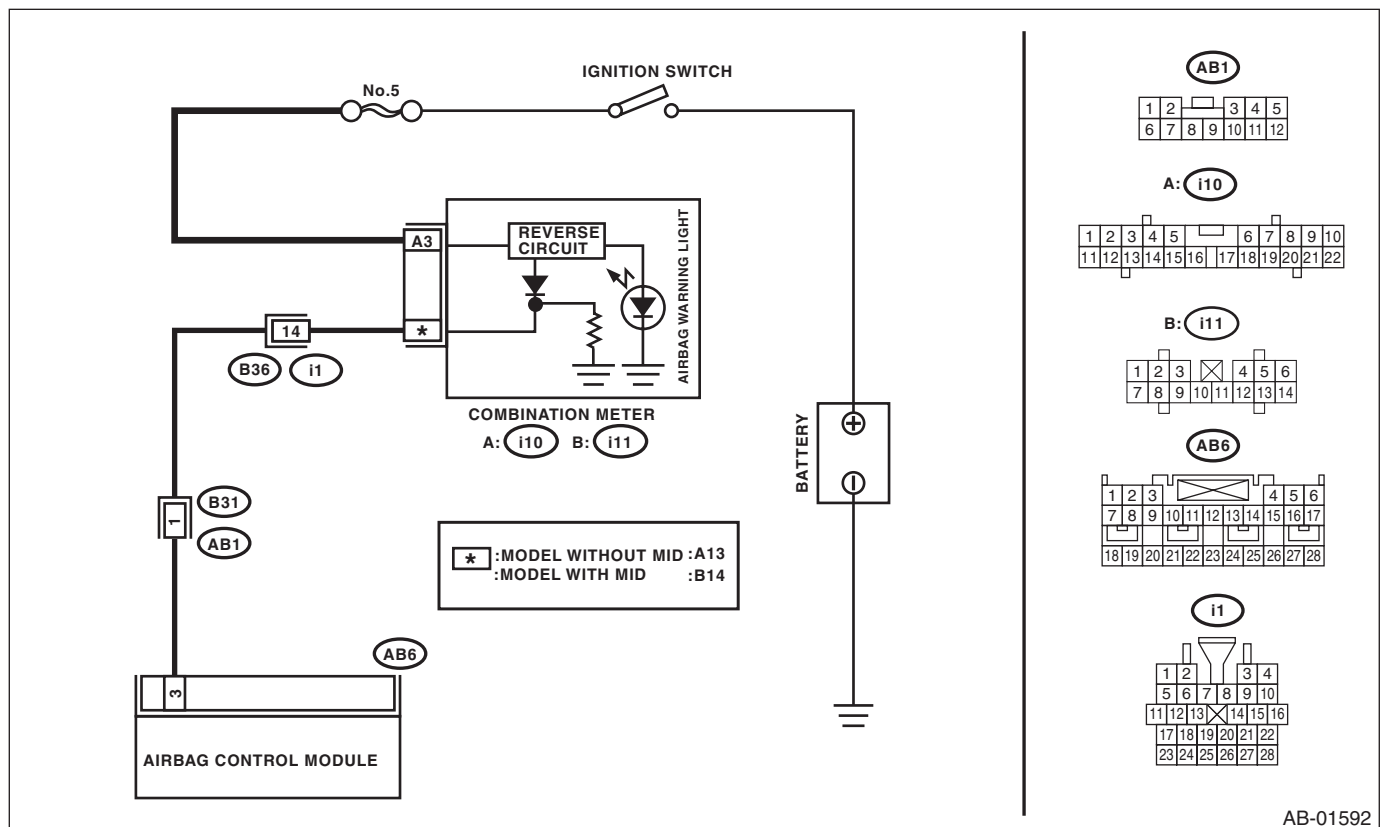 IGNITION SWITCH
No.5
A3
REVERSE
CIRCUIT
AIRBAG WARNING LIGHT
*
14
B36 i1
COMBINATION METER
A: i10 B: i11
BATTERY
+
-
1
B31
AB1
* :MODEL WITHOUT MID :A13
:MODEL WITH MID :B14
AB6
3
AIRBAG CONTROL MODULE
AB1
1 2 3 4 5
6 7 8 9 10 11 12
A: i10
1 2 3 4 5 6 7 8 9 10
11 12 13 14 15 16 17 18 19 20 21 22
B: i11
1 2 3 4 5 6
7 8 9 10 11 12 13 14
AB6
1 2 3 4 5 6
7 8 9 10 11 12 13 14 15 16 17
18 19 20 21 22 23 24 25 26 27 28
i1
1 2 3 4
5 6 7 8 9 10
11 12 13 14 15 16
17 18 19 20 21 22
23 24 25 26 27 28
AB-01592